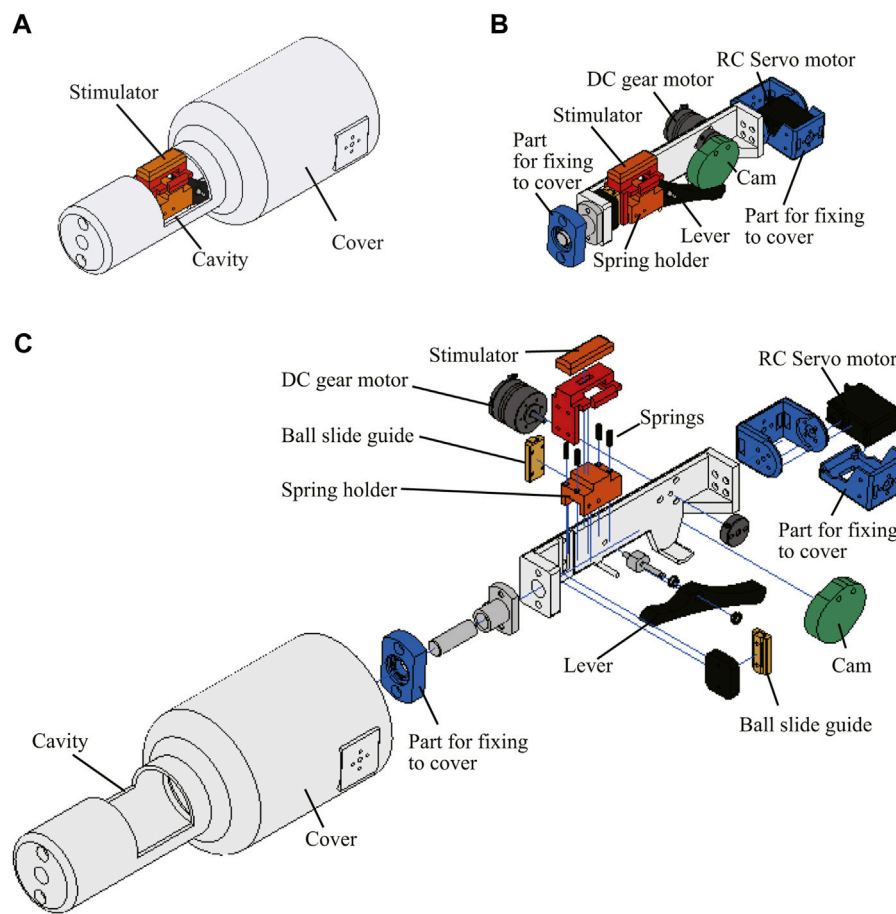 A
Stimulator
Cavity
Cover
B
RC Servo motor
DC gear motor
Stimulator
Part
for fixing
to cover
Cam
Part for fixing
to cover
Lever
Spring holder
C
Stimulator
DC gear motor
Ball slide guide
Spring holder
Springs
RC Servo motor
Part for fixing
to cover
Lever
Cam
Ball slide guide
Part for fixing
to cover
Cavity
Cover